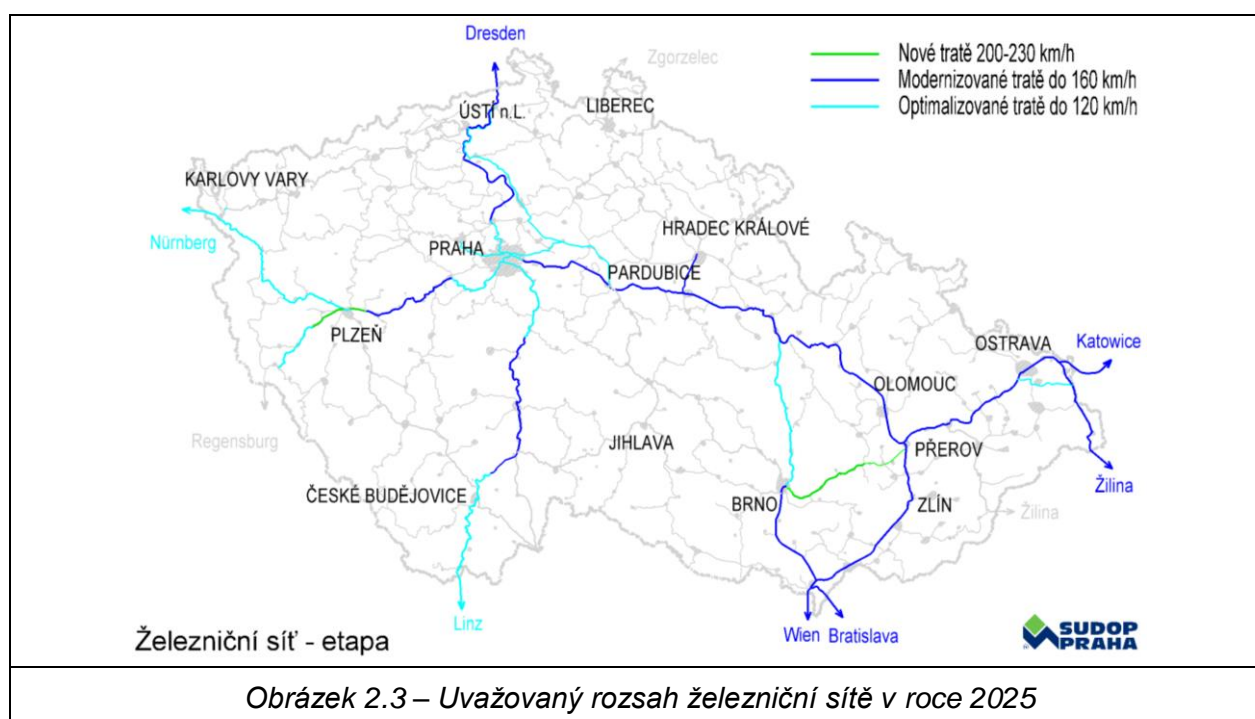 Dresden
Zgorzelec
Nové tratě 200-230 km/h
Modernizované tratě do 160 km/h
Optimalizované tratě do 120 km/h
ÚSTÍ n.L.
LIBEREC
KARLOVY VARY
HRADEC KRÁLOVÉ
Nürnberg
PRAHA
PARDUBICE
PLZEŇ
OSTRAVA
Katowice
OLOMOUC
Regensburg
JIHLAVA
PŘEROV
ČESKÉ BUDĚJOVICE
BRNO
ZLÍN
Žilina
Žilina
Linz
Wien
Bratislava
Železniční síť - etapa
SUDOP
PRAHA
Obrázek 2.3 – Uvažovaný rozsah železniční sítě v roce 2025